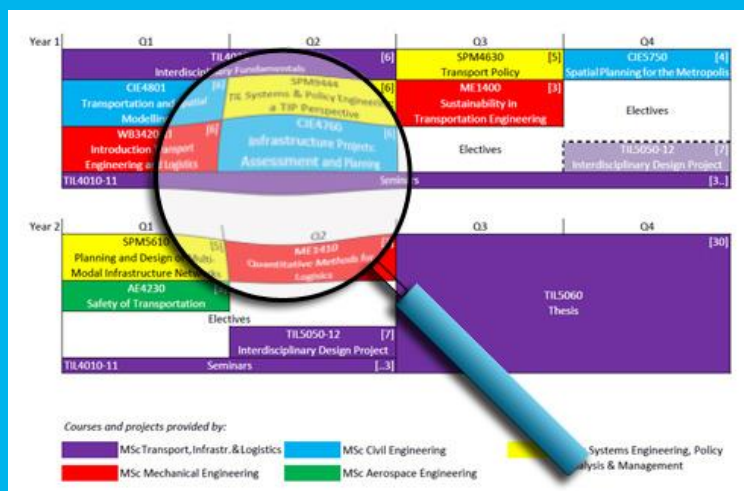 Year 1 Q1 Q2 Q3 Q4
[6]
Interdisciplinary Fundamentals
SPM4630 [5]
Transport Policy
CIE5750 [4]
Spatial Planning for the Metropolis
CIE4801 [6]
Transportation and Spatial
Modelling
SPM9444 [6]
TIL Systems & Policy Engineering:
a TIP Perspective
ME1400 [3]
Sustainability in
Transportation Engineering
Electives
WB3420 [6]
Introduction Transport
Engineering and Logistics
CIE4760 [6]
Infrastructure Projects:
Assessment and Planning
Electives
TIL5050-12 [7]
Interdisciplinary Design Project
TIL4010-11 Seminars [3..]
Year 2 Q1 Q2 Q3 Q4
SPM5610 [5]
Planning and Design of Multi-
Modal Infrastructure Networks
ME1410
Quantitative Methods for
Logistics
[30]
TIL5060
Thesis
AE4230
Safety of Transportation
Electives
TIL5050-12 [7]
Interdisciplinary Design Project
TIL4010-11 Seminars [..3]
Courses and projects provided by:
MSc Transport, Infrastr. & Logistics
MSc Civil Engineering
Systems Engineering, Policy
Management
MSc Mechanical Engineering
MSc Aerospace Engineering